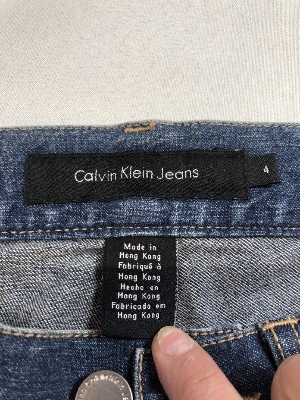 Calvin Klein Jeans
4
Made in
Hong Kong
Fabriqué à
Hong Kong
Hecho en
Hong Kong
Fabricado em
Hong Kong